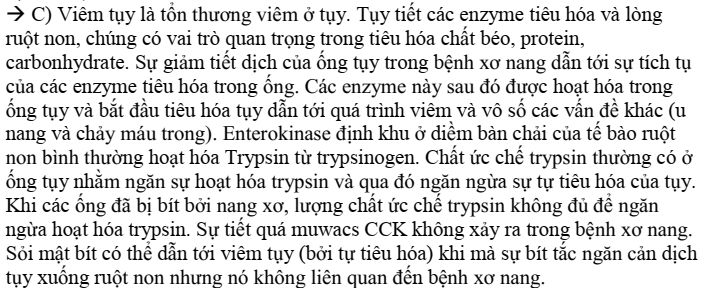 → C) Viêm tụy là tổn thương viêm ở tụy. Tụy tiết các enzyme tiêu hóa và lòng
ruột non, chúng có vai trò quan trọng trong tiêu hóa chất béo, protein,
carbonhydrate. Sự giảm tiết dịch của ống tụy trong bệnh xơ nang dẫn tới sự tích tụ
của các enzyme tiêu hóa trong ống. Các enzyme này sau đó được hoạt hóa trong
ống tụy và bắt đầu tiêu hóa tụy dẫn tới quá trình viêm và vô số các vấn đề khác (u
nang và chảy máu trong). Enterokinase định khu ở diềm bàn chải của tế bào ruột
non bình thường hoạt hóa Trypsin từ trypsinogen. Chất ức chế trypsin thường có ở
ống tụy nhằm ngăn sự hoạt hóa trypsin và qua đó ngăn ngừa sự tự tiêu hóa của tụy.
Khi các ống đã bị bít bởi nang xơ, lượng chất ức chế trypsin không đủ để ngăn
ngừa hoạt hóa trypsin. Sự tiết quá muwacs CCK không xảy ra trong bệnh xơ nang.
Sỏi mật bít có thể dẫn tới viêm tụy (bởi tự tiêu hóa) khi mà sự bít tắc ngăn cản dịch
tụy xuống ruột non nhưng nó không liên quan đến bệnh xơ nang.